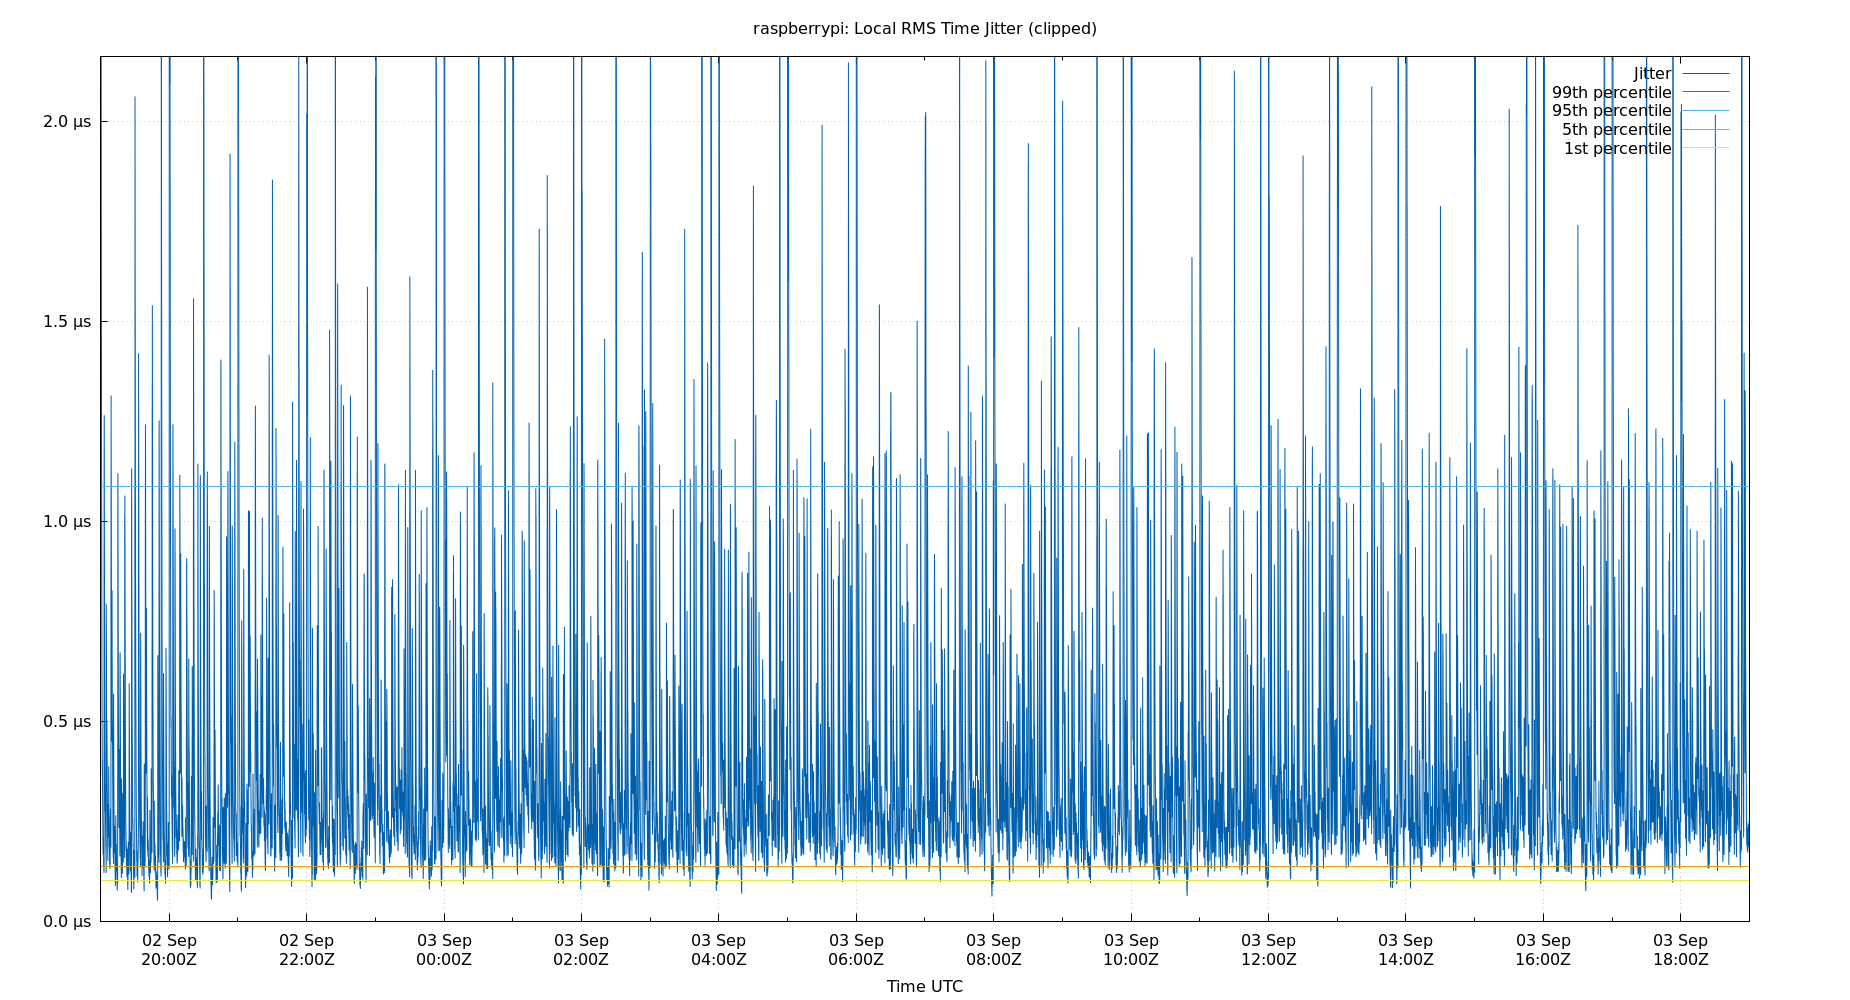 raspberrypi: Local RMS Time Jitter (clipped)
Jitter
99th percentile
95th percentile
5th percentile
1st percentile
2.0 µs
1.5 µs
1.0 µs
0.5 µs
0.0 µs
02 Sep 02 Sep 03 Sep 03 Sep 03 Sep 03 Sep 03 Sep 03 Sep 03 Sep 03 Sep 03 Sep 03 Sep
20:00Z 22:00Z 00:00Z 02:00Z 04:00Z 06:00Z 08:00Z 10:00Z 12:00Z 14:00Z 16:00Z 18:00Z
Time UTC